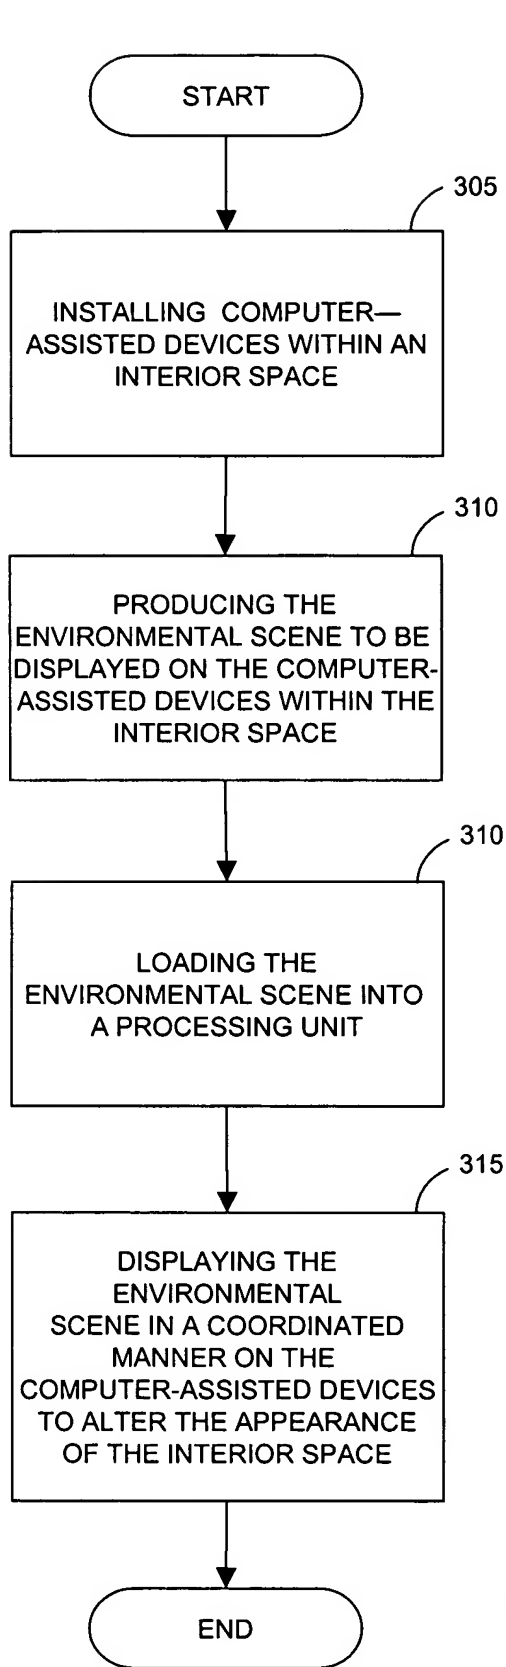 START
305
INSTALLING COMPUTER—
ASSISTED DEVICES WITHIN AN
INTERIOR SPACE
310
PRODUCING THE
ENVIRONMENTAL SCENE TO BE
DISPLAYED ON THE COMPUTER-
ASSISTED DEVICES WITHIN THE
INTERIOR SPACE
310
LOADING THE
ENVIRONMENTAL SCENE INTO
A PROCESSING UNIT
315
DISPLAYING THE
ENVIRONMENTAL
SCENE IN A COORDINATED
MANNER ON THE
COMPUTER-ASSISTED DEVICES
TO ALTER THE APPEARANCE
OF THE INTERIOR SPACE
END